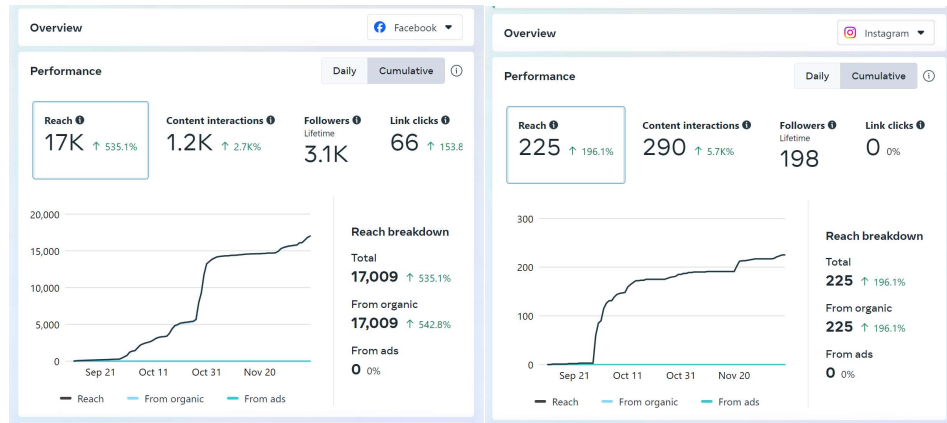 Overview
Facebook
Performance
Daily
Cumulative
Reach
17K ↑ 535.1%
Content interactions
1.2K ↑ 2.7K%
Followers
Lifetime
3.1K
Link clicks
66 ↑ 153.8
20,000
15,000
10,000
5,000
0
Sep 21 Oct 11 Oct 31 Nov 20
Reach From organic From ads
Reach breakdown
Total
17,009 ↑ 535.1%
From organic
17,009 ↑ 542.8%
From ads
0 0%
Overview
Instagram
Performance
Daily
Cumulative
Reach
225 ↑ 196.1%
Content interactions
290 ↑ 5.7K%
Followers
Lifetime
198
Link clicks
0 0%
300
200
100
0
Sep 21 Oct 11 Oct 31 Nov 20
Reach From organic From ads
Reach breakdown
Total
225 ↑ 196.1%
From organic
225 ↑ 196.1%
From ads
0 0%